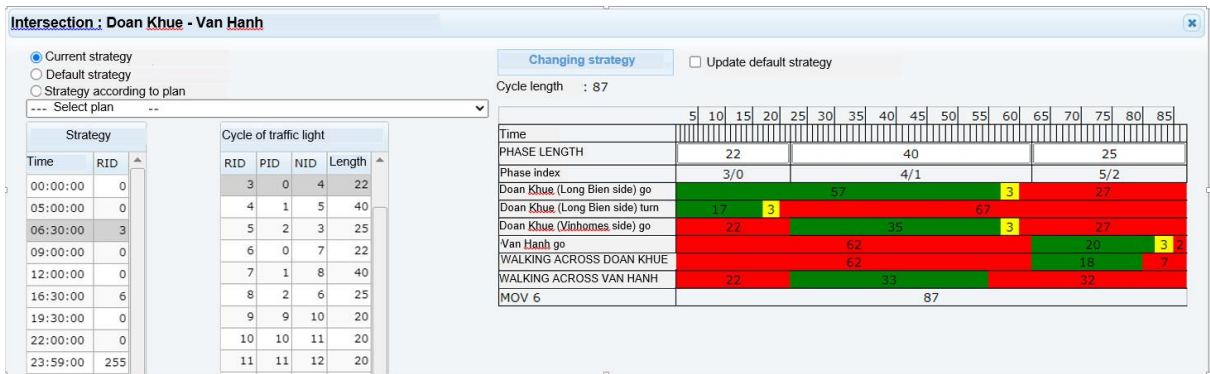 Intersection : Doan Khue - Van Hanh
Current strategy
Default strategy
Strategy according to plan
--- Select plan --
Strategy
Time RID
00:00:00 0
05:00:00 0
06:30:00 3
09:00:00 0
12:00:00 0
16:30:00 6
19:30:00 0
22:00:00 0
23:59:00 255
Cycle of traffic light
RID PID NID Length
3 0 4 22
4 1 5 40
5 2 3 25
6 0 7 22
7 1 8 40
8 2 6 25
9 9 10 20
10 10 11 20
11 11 12 20
Changing strategy
Update default strategy
Cycle length : 87
5 10 15 20 25 30 35 40 45 50 55 60 65 70 75 80 85
Time
PHASE LENGTH 22 40 25
Phase index 3/0 4/1 5/2
Doan Khue (Long Bien side) go 57 3 27
Doan Khue (Long Bien side) turn 17 3 67
Doan Khue (Vinhomes side) go 22 35 3 27
Van Hanh go 62 20 3 2
WALKING ACROSS DOAN KHUE 62 18 7
WALKING ACROSS VAN HANH 22 33 32
MOV 6 87